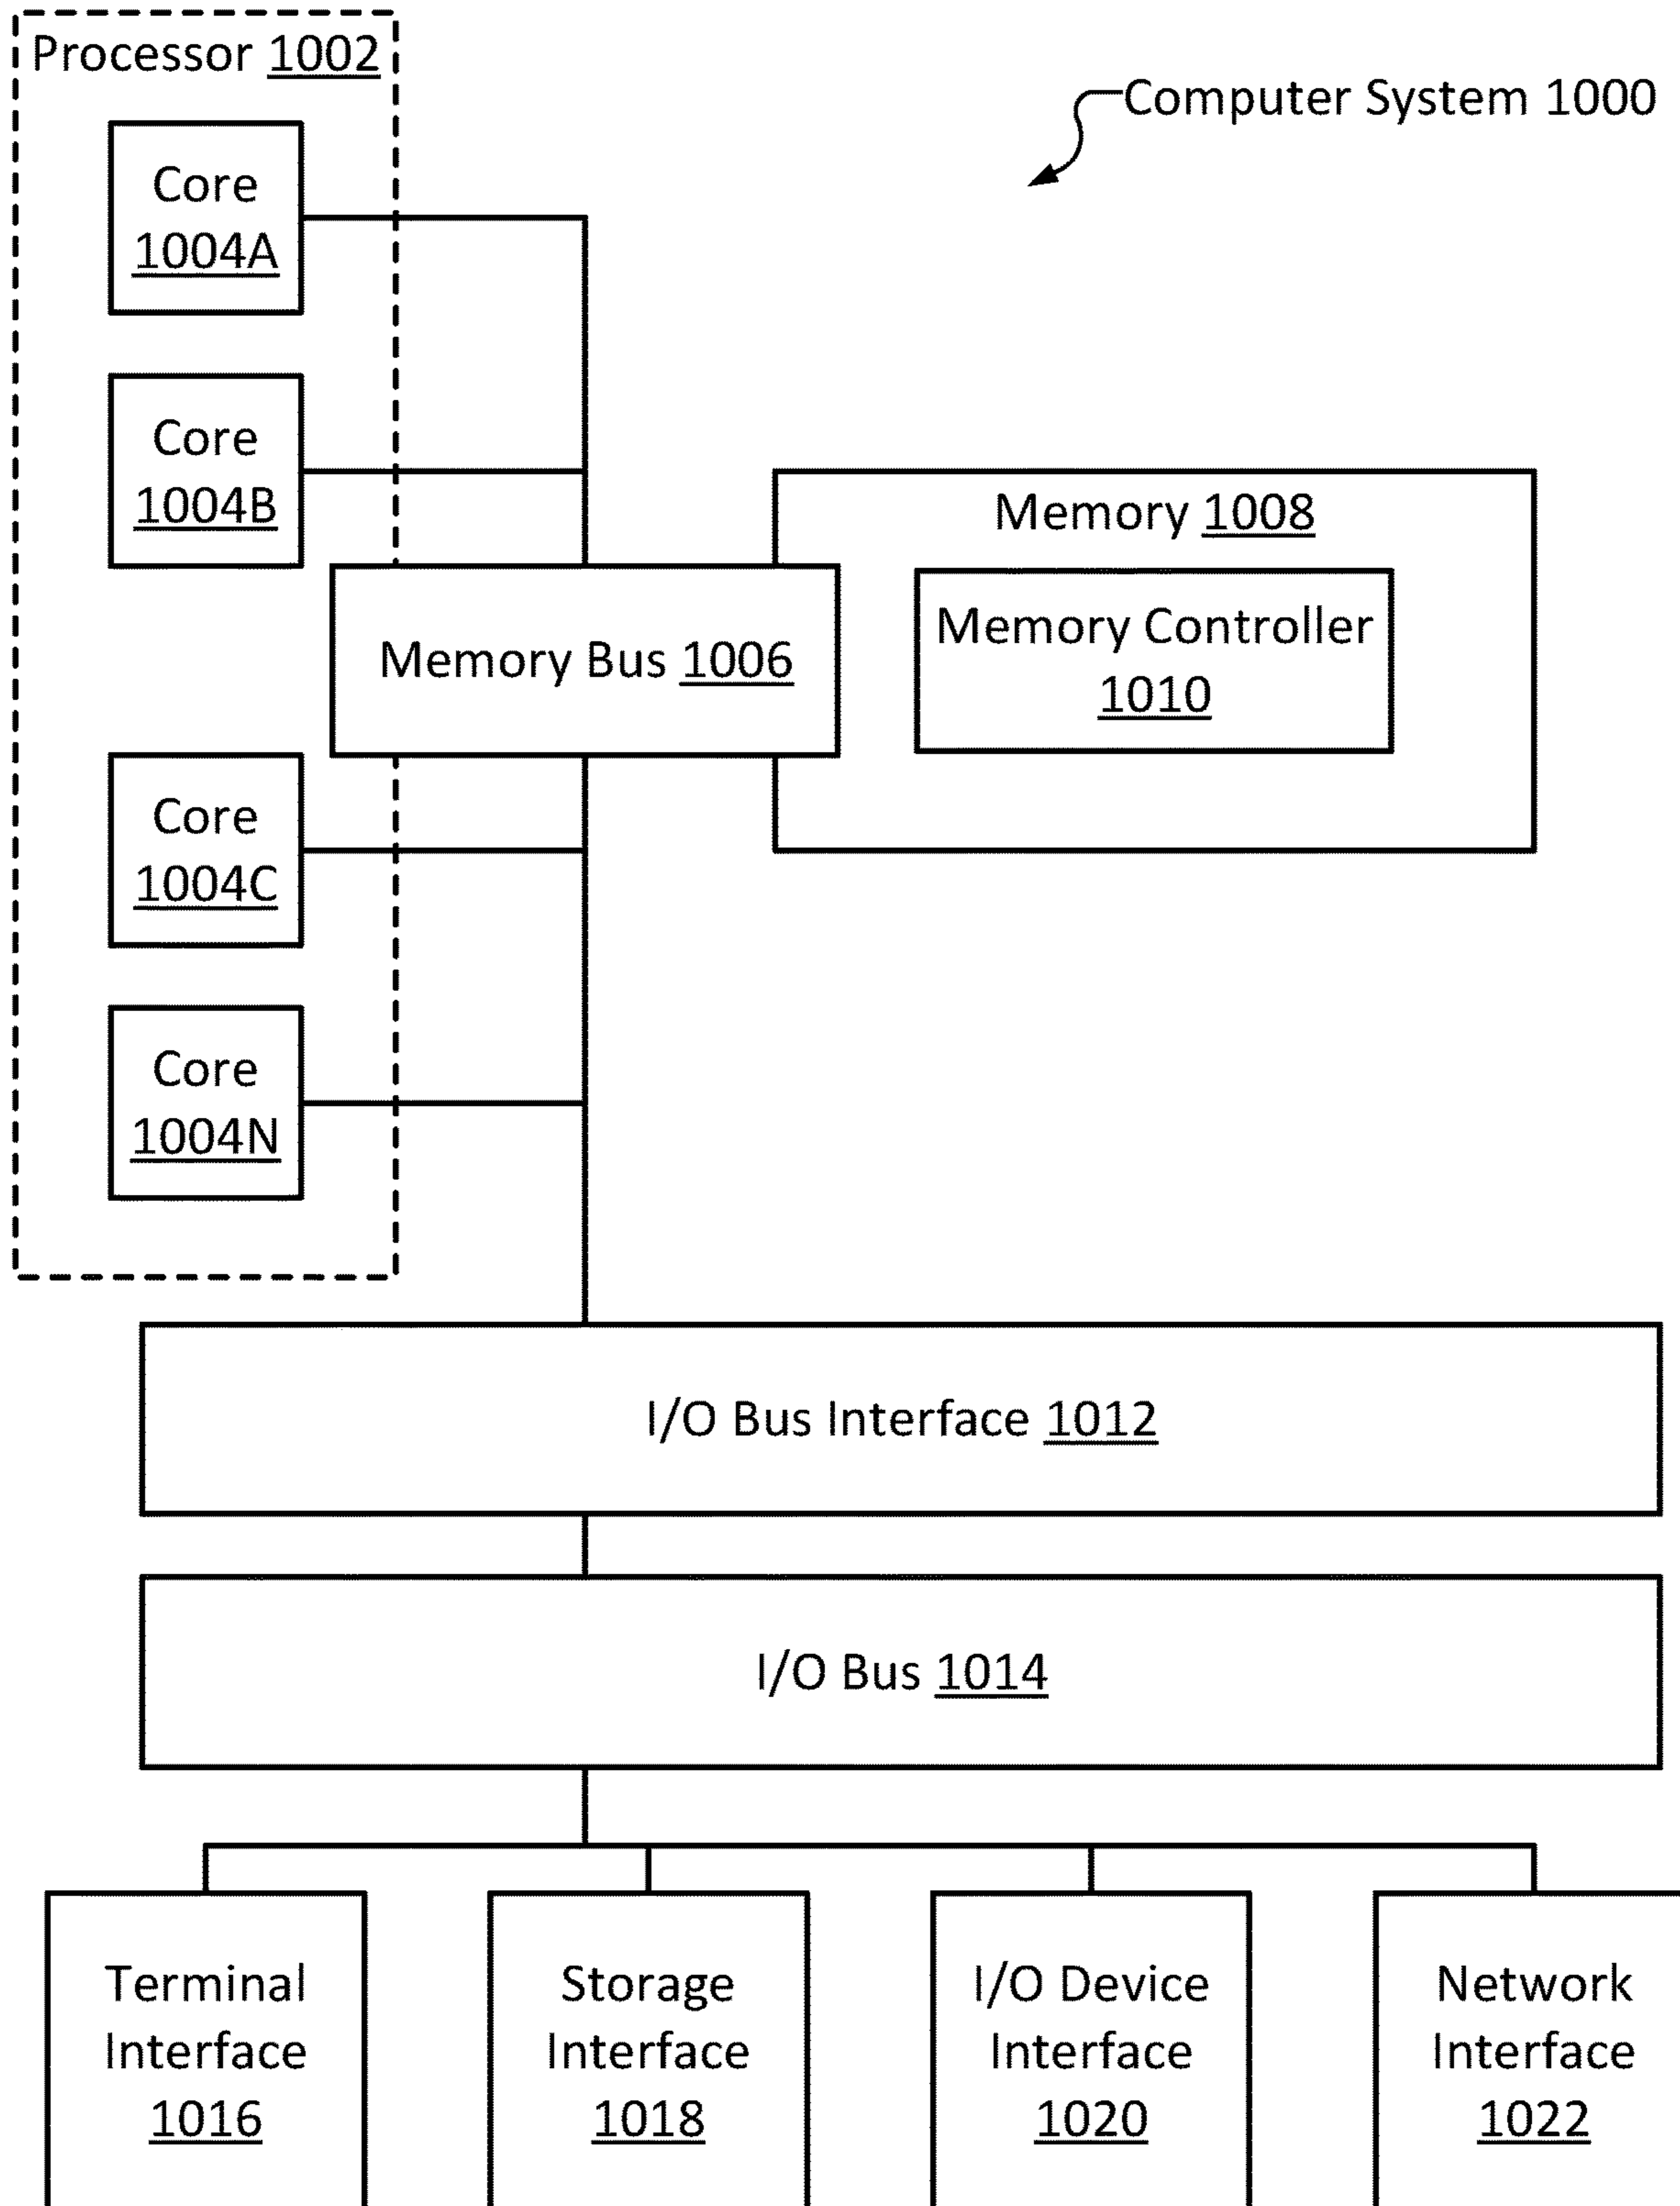 Processor 1002
Computer System 1000
Core
1004A
Core
1004B
Memory 1008
Memory Controller
1010
Memory Bus 1006
Core
1004C
Core
1004N
I/O Bus Interface 1012
I/O Bus 1014
Terminal
Interface
1016
Storage
Interface
1018
I/O Device
Interface
1020
Network
Interface
1022